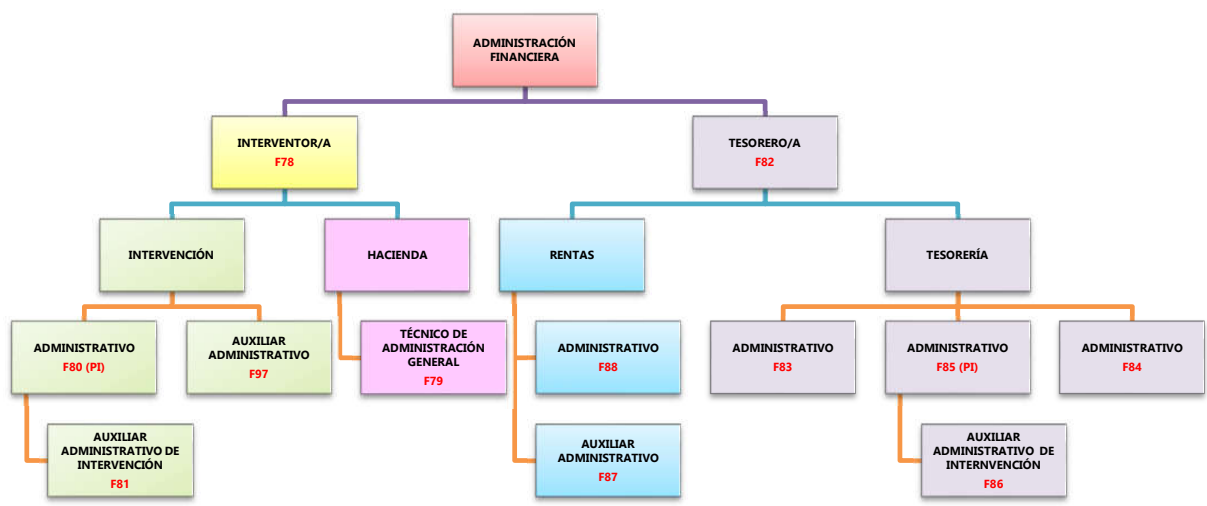 ADMINISTRACIÓN
FINANCIERA
INTERVENTOR/A
F78
TESORERO/A
F82
INTERVENCIÓN
HACIENDA
RENTAS
TESORERÍA
ADMINISTRATIVO
F80 (PI)
AUXILIAR
ADMINISTRATIVO
F97
TÉCNICO DE
ADMINISTRACIÓN
GENERAL
F79
ADMINISTRATIVO
F88
ADMINISTRATIVO
F83
ADMINISTRATIVO
F85 (PI)
ADMINISTRATIVO
F84
AUXILIAR
ADMINISTRATIVO DE
INTERVENCIÓN
F81
AUXILIAR
ADMINISTRATIVO
F87
AUXILIAR
ADMINISTRATIVO DE
INTERNVENCIÓN
F86